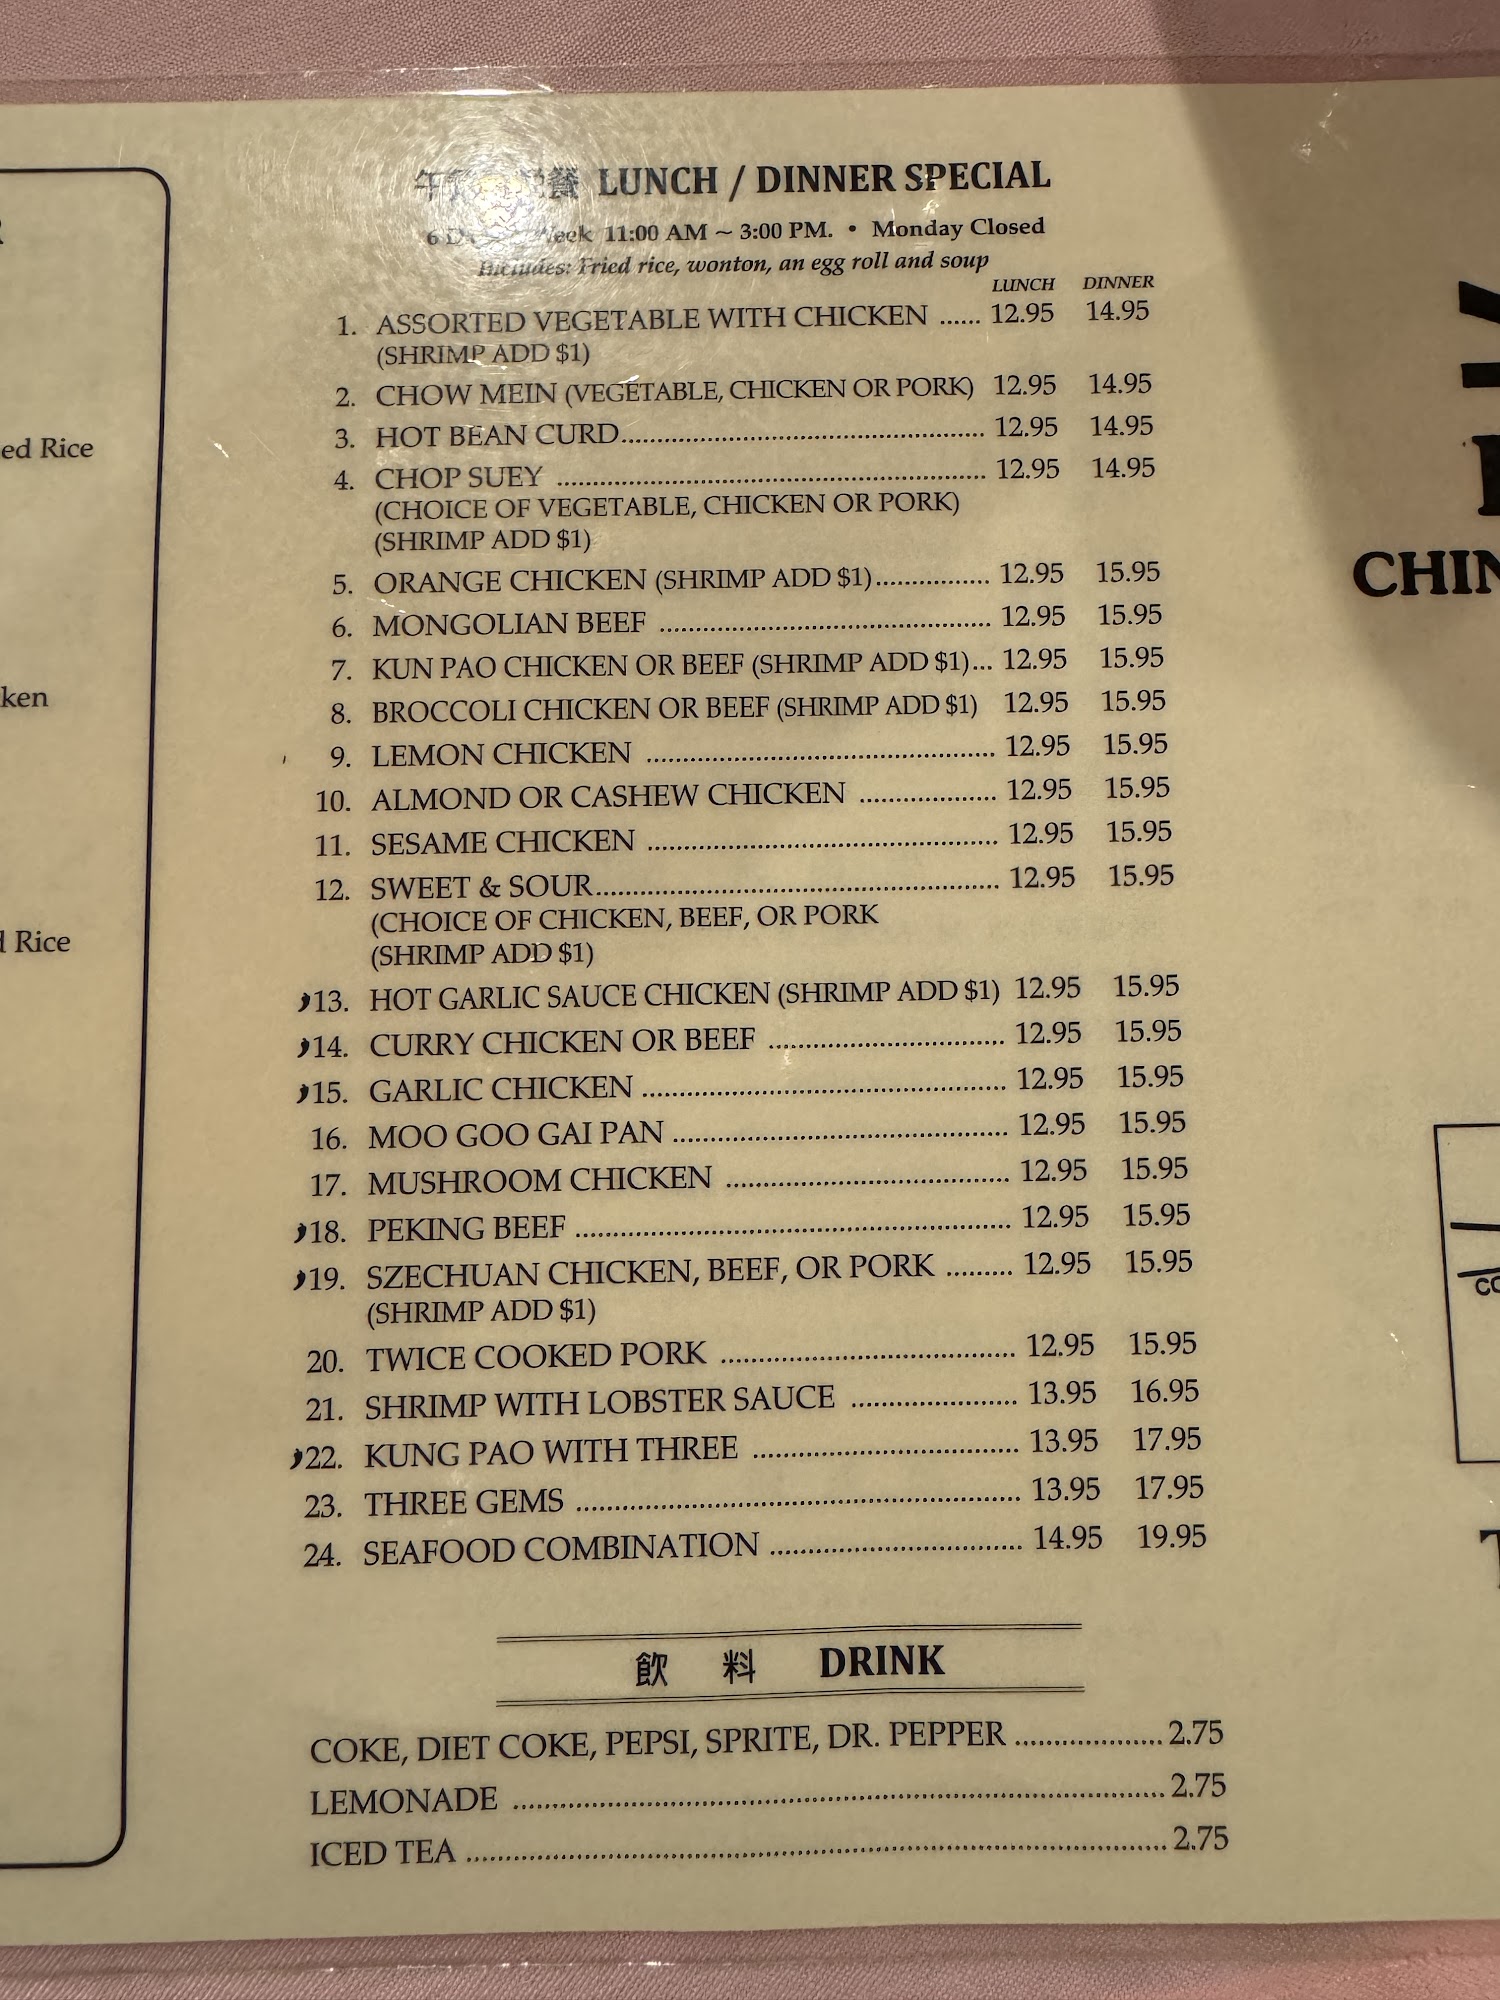 午 餐 LUNCH / DINNER SPECIAL
6 Week 11:00 AM ~ 3:00 PM. • Monday Closed
Includes: Fried rice, wonton, an egg roll and soup
LUNCH DINNER
1. ASSORTED VEGETABLE WITH CHICKEN ...... 12.95 14.95
(SHRIMP ADD $1)
2. CHOW MEIN (VEGETABLE, CHICKEN OR PORK) 12.95 14.95
3. HOT BEAN CURD................................................ 12.95 14.95
4. CHOP SUEY ......................................................... 12.95 14.95
(CHOICE OF VEGETABLE, CHICKEN OR PORK)
(SHRIMP ADD $1)
5. ORANGE CHICKEN (SHRIMP ADD $1)............... 12.95 15.95
6. MONGOLIAN BEEF ............................................ 12.95 15.95
7. KUN PAO CHICKEN OR BEEF (SHRIMP ADD $1)... 12.95 15.95
8. BROCCOLI CHICKEN OR BEEF (SHRIMP ADD $1) 12.95 15.95
9. LEMON CHICKEN .............................................. 12.95 15.95
10. ALMOND OR CASHEW CHICKEN .................. 12.95 15.95
11. SESAME CHICKEN .............................................. 12.95 15.95
12. SWEET & SOUR..................................................... 12.95 15.95
(CHOICE OF CHICKEN, BEEF, OR PORK
(SHRIMP ADD $1)
13. HOT GARLIC SAUCE CHICKEN (SHRIMP ADD $1) 12.95 15.95
14. CURRY CHICKEN OR BEEF ............................... 12.95 15.95
15. GARLIC CHICKEN ................................................ 12.95 15.95
16. MOO GOO GAI PAN ............................................ 12.95 15.95
17. MUSHROOM CHICKEN ..................................... 12.95 15.95
18. PEKING BEEF ......................................................... 12.95 15.95
19. SZECHUAN CHICKEN, BEEF, OR PORK ......... 12.95 15.95
(SHRIMP ADD $1)
20. TWICE COOKED PORK ...................................... 12.95 15.95
21. SHRIMP WITH LOBSTER SAUCE ...................... 13.95 16.95
22. KUNG PAO WITH THREE ................................... 13.95 17.95
23. THREE GEMS .......................................................... 13.95 17.95
24. SEAFOOD COMBINATION ................................. 14.95 19.95
飲 料 DRINK
COKE, DIET COKE, PEPSI, SPRITE, DR. PEPPER ................... 2.75
LEMONADE ..................................................................................... 2.75
ICED TEA ........................................................................................... 2.75
ed Rice
ken
d Rice
CHIN
CO